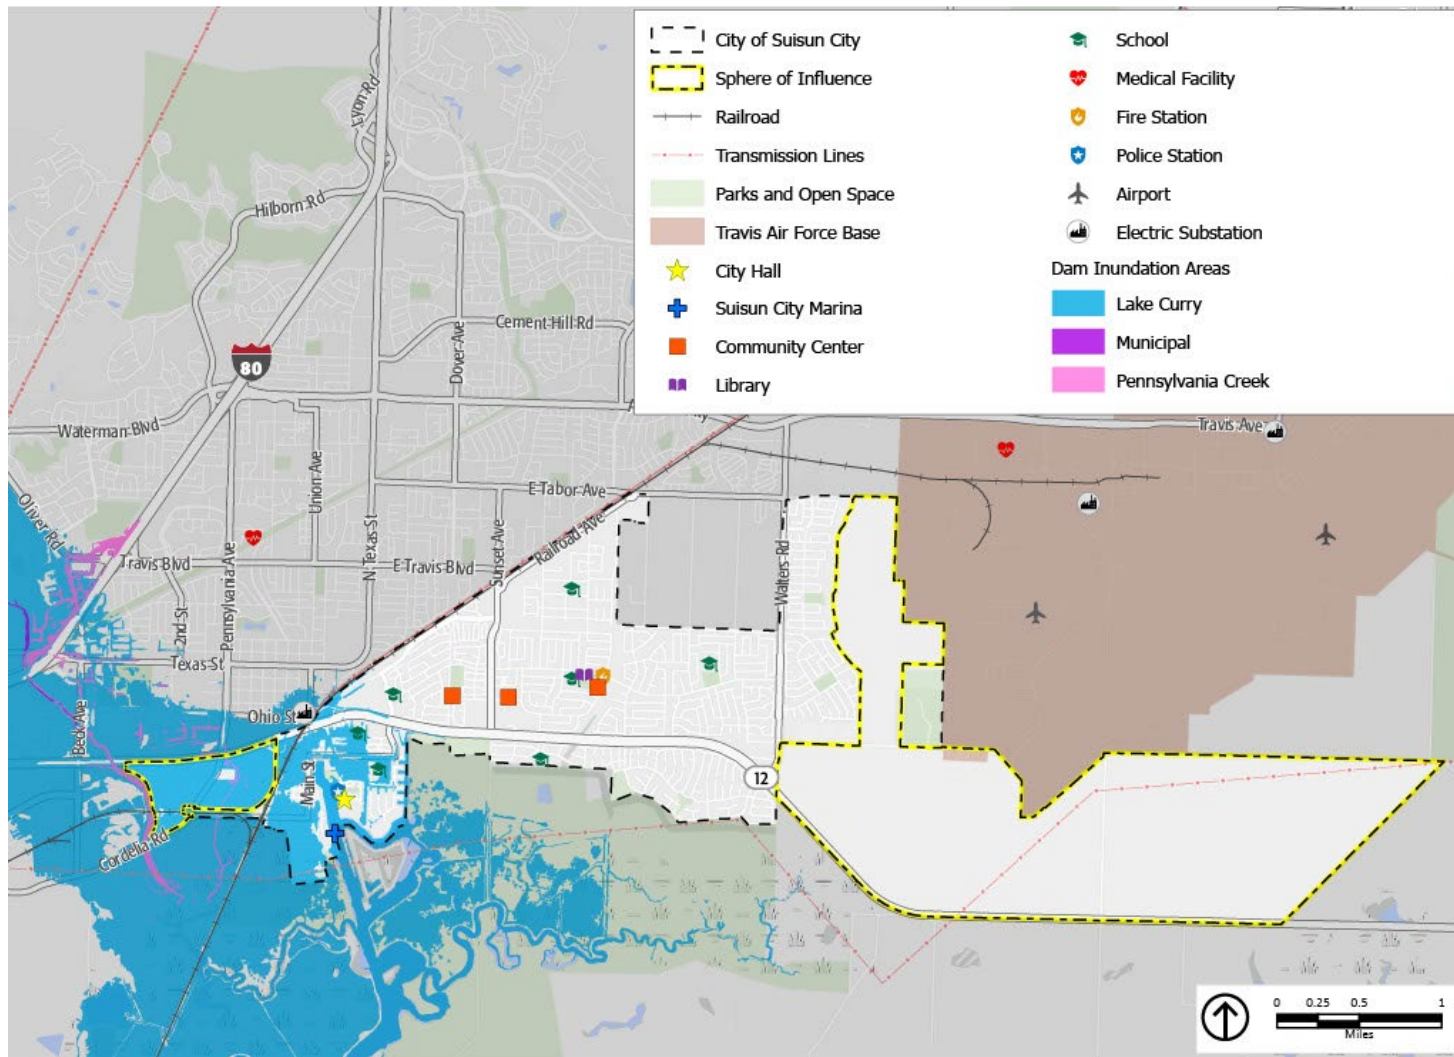 City of Suisun City
Sphere of Influence
Railroad
Transmission Lines
Parks and Open Space
Travis Air Force Base
City Hall
Suisun City Marina
Community Center
Library
School
Medical Facility
Fire Station
Police Station
Airport
Electric Substation
Dam Inundation Areas
Lake Curry
Municipal
Pennsylvania Creek
Lyon Rd
Hilborn Rd
Cement Hill Rd
Dover Ave
80
Waterman Blvd
Travis Ave
Oliver Rd
Union Ave
E Tabor Ave
N Texas St
Sunset Ave
Railroad Ave
Walters Rd
Travis Blvd
E Travis Blvd
Pennsylvania Ave
2nd St
Texas St
Beck Ave
Ohio St
Main St
12
Cordelia Rd
0 0.25 0.5 1
Miles